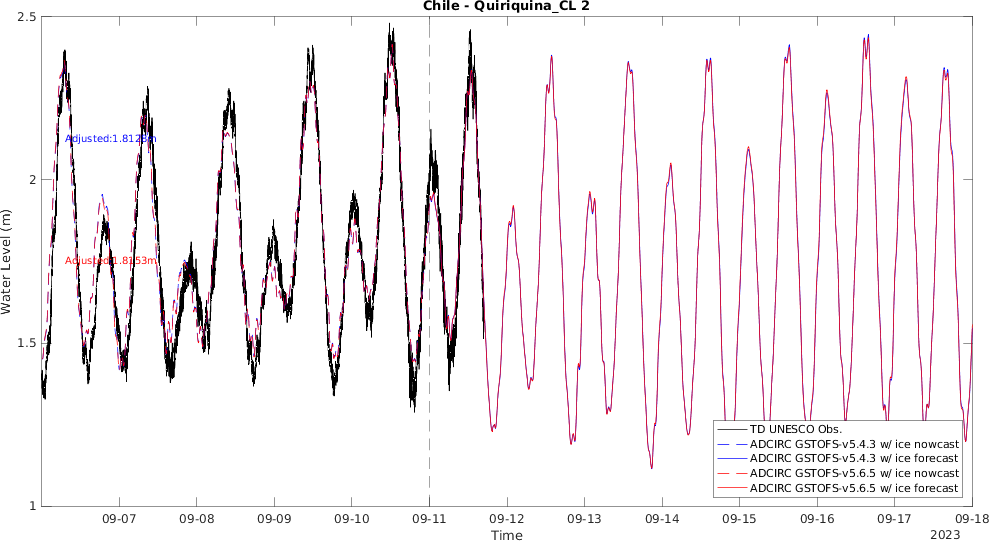 Chile - Quiriquina_CL 2
2.5
2
1.5
1
Water Level (m)
Adjusted:1.8128m
Adjusted:1.8153m
TD UNESCO Obs.
ADCIRC GSTOFS-v5.4.3 w/ ice nowcast
ADCIRC GSTOFS-v5.4.3 w/ ice forecast
ADCIRC GSTOFS-v5.6.5 w/ ice nowcast
ADCIRC GSTOFS-v5.6.5 w/ ice forecast
09-07 09-08 09-09 09-10 09-11 09-12 09-13 09-14 09-15 09-16 09-17 09-18
Time
2023